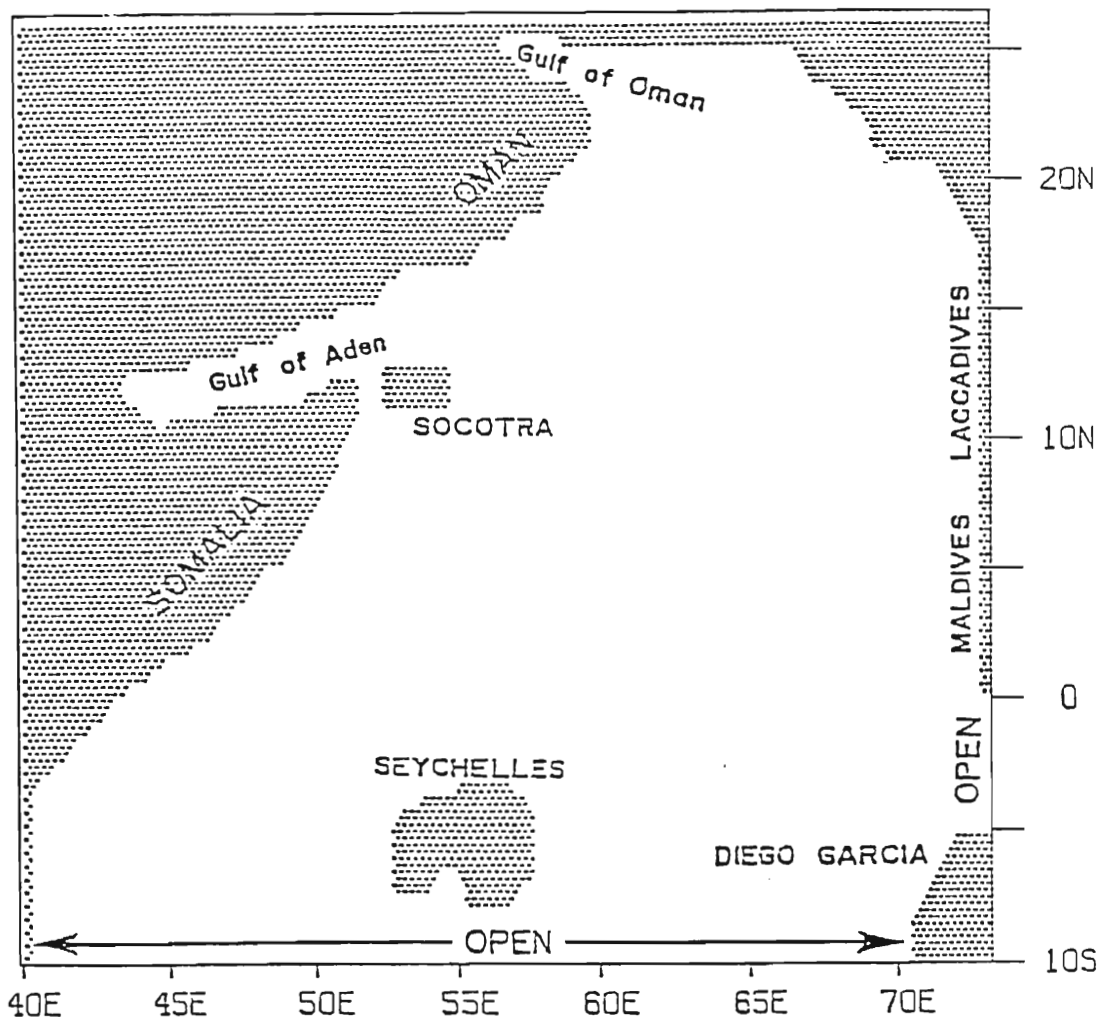 Gulf of Oman
OMAN
20N
Gulf of Aden
LACCADIVES
SOCOTRA
10N
SOMALIA
MALDIVES
0
SEYCHELLES
OPEN
DIEGO GARCIA
OPEN
10S
40E 45E 50E 55E 60E 65E 70E